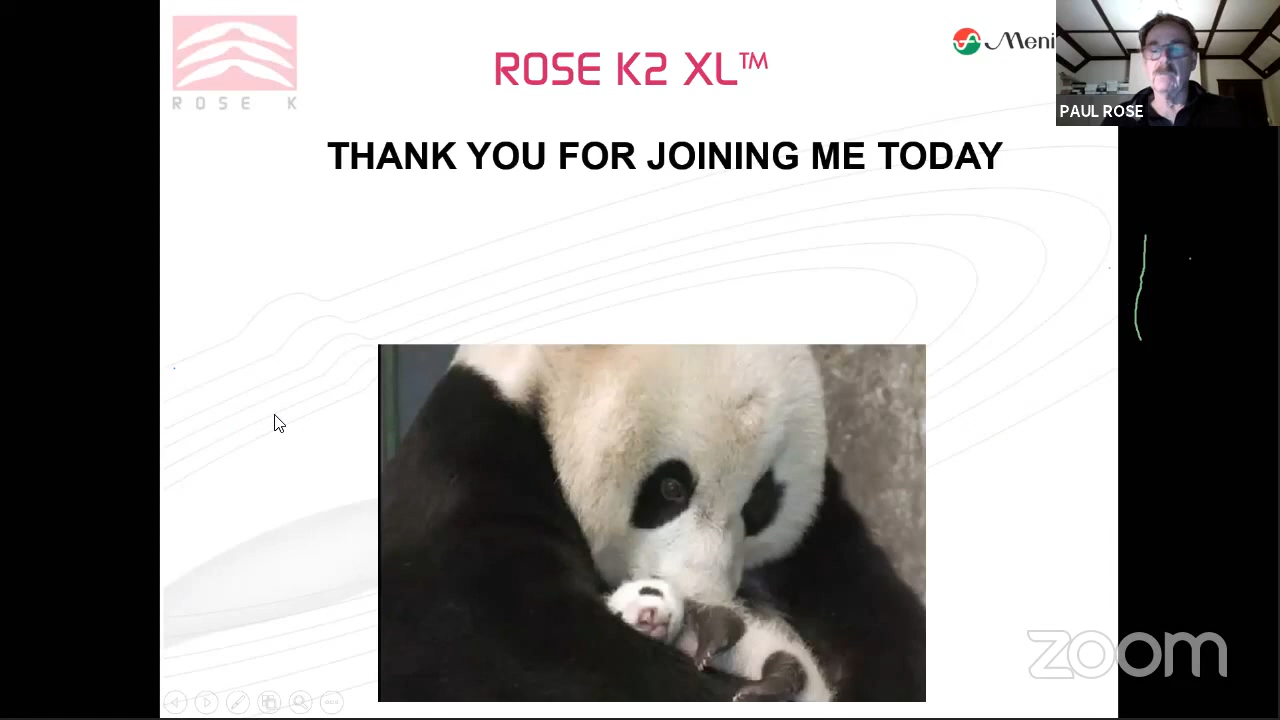 ROSE K
ROSE K2 XL™
Meni
PAUL ROSE
THANK YOU FOR JOINING ME TODAY
zoom